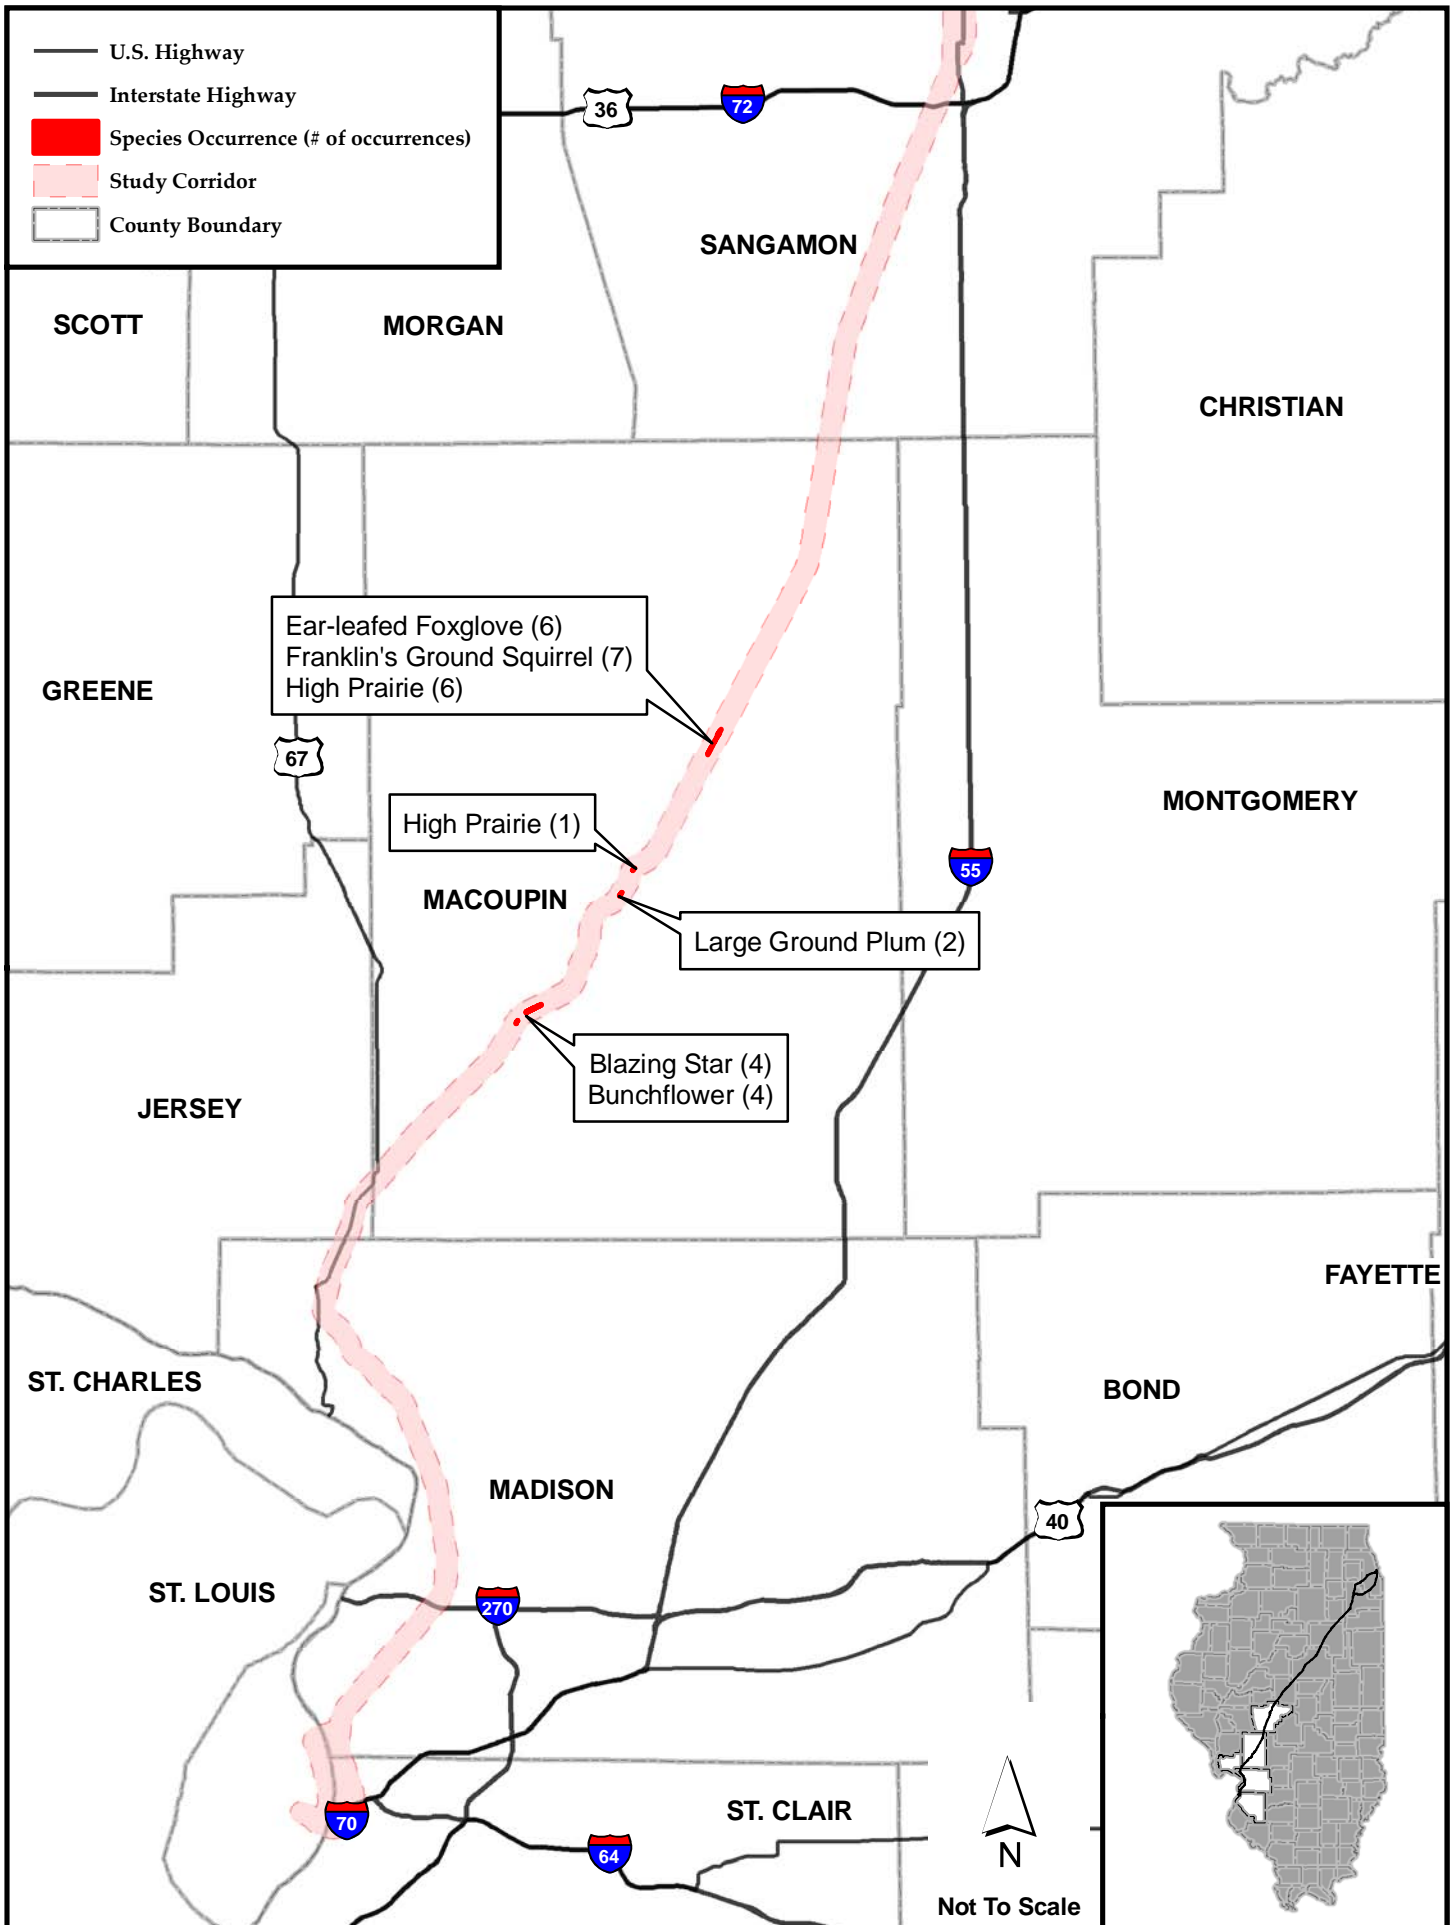 U.S. Highway
Interstate Highway
Species Occurrence (# of occurrences)
Study Corridor
County Boundary
36
72
SANGAMON
SCOTT
MORGAN
CHRISTIAN
Ear-leafed Foxglove (6)
Franklin's Ground Squirrel (7)
High Prairie (6)
GREENE
67
High Prairie (1)
MONTGOMERY
55
MACOUPIN
Large Ground Plum (2)
Blazing Star (4)
Bunchflower (4)
JERSEY
FAYETTE
ST. CHARLES
BOND
MADISON
40
ST. LOUIS
270
70
ST. CLAIR
64
N
Not To Scale